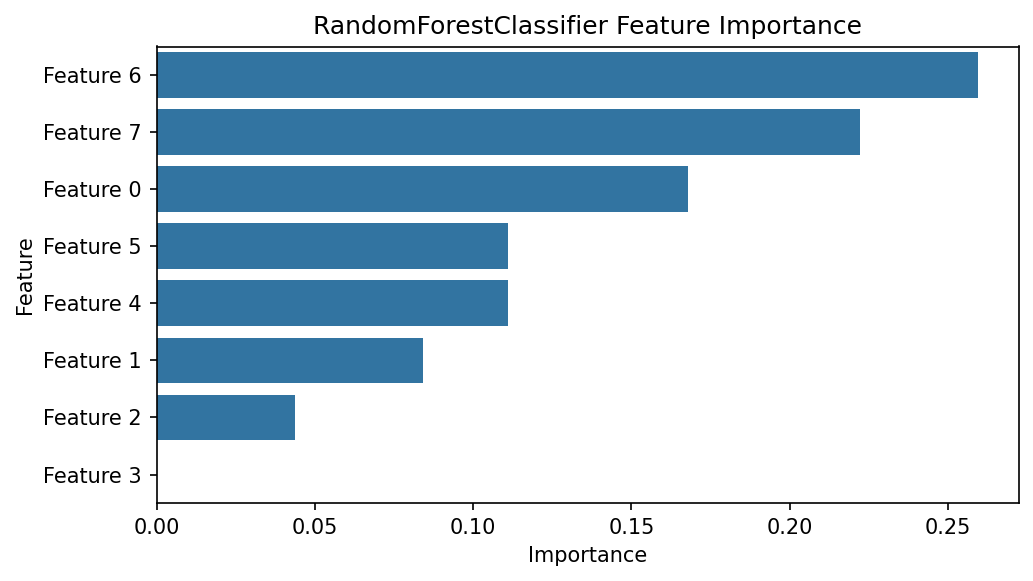 RandomForestClassifier Feature Importance
Feature 6
Feature 7
Feature 0
Feature 5
Feature 4
Feature 1
Feature 2
Feature 3
Feature
0.00 0.05 0.10 0.15 0.20 0.25
Importance